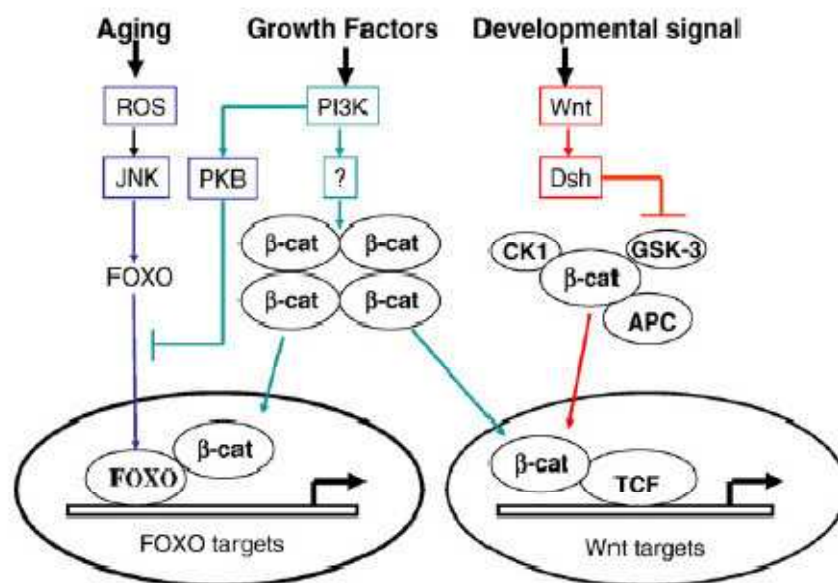 Aging Growth Factors Developmental signal
ROS PI3K Wnt
JNK PKB ? Dsh
β-cat β-cat
CK1 GSK-3
β-cat
FOXO
β-cat β-cat
APC
β-cat
FOXO
β-cat
TCF
FOXO targets
Wnt targets